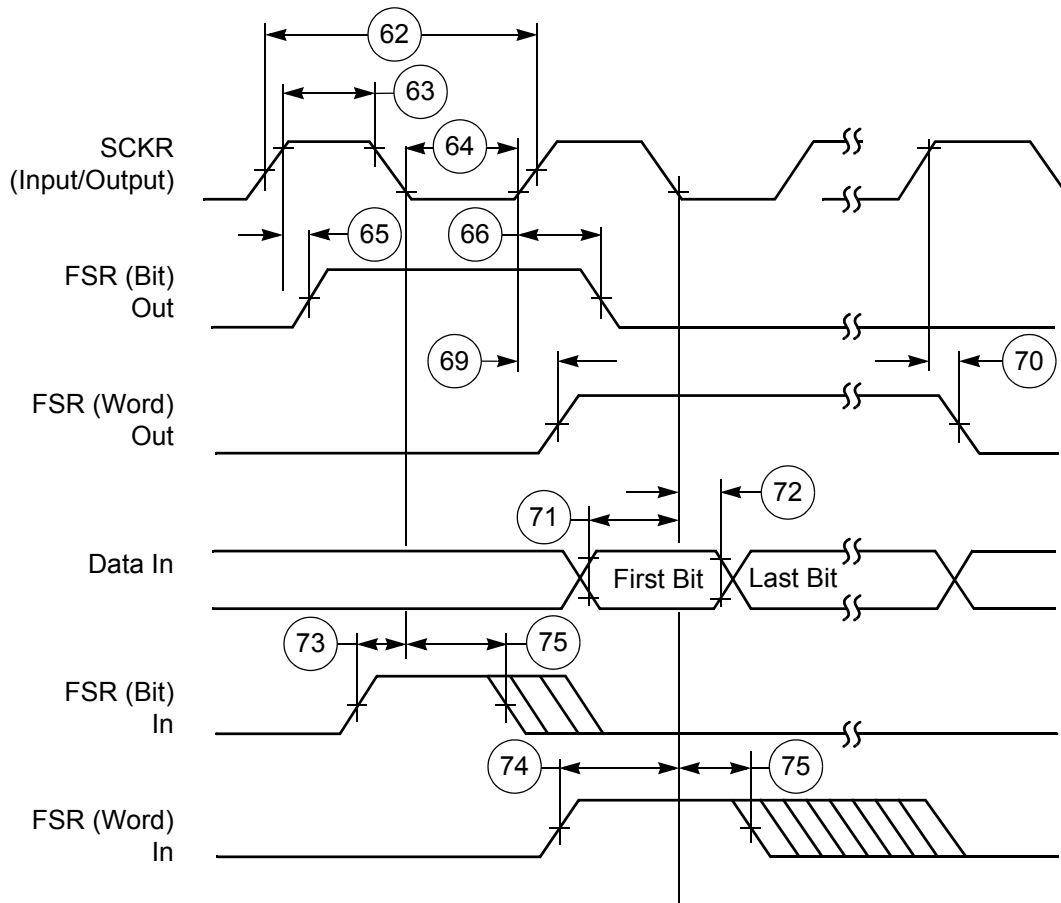 62
63
SCKR
(Input/Output)
64
65
66
FSR (Bit)
Out
69
70
FSR (Word)
Out
71
72
Data In
First Bit
Last Bit
73
75
FSR (Bit)
In
74
75
FSR (Word)
In